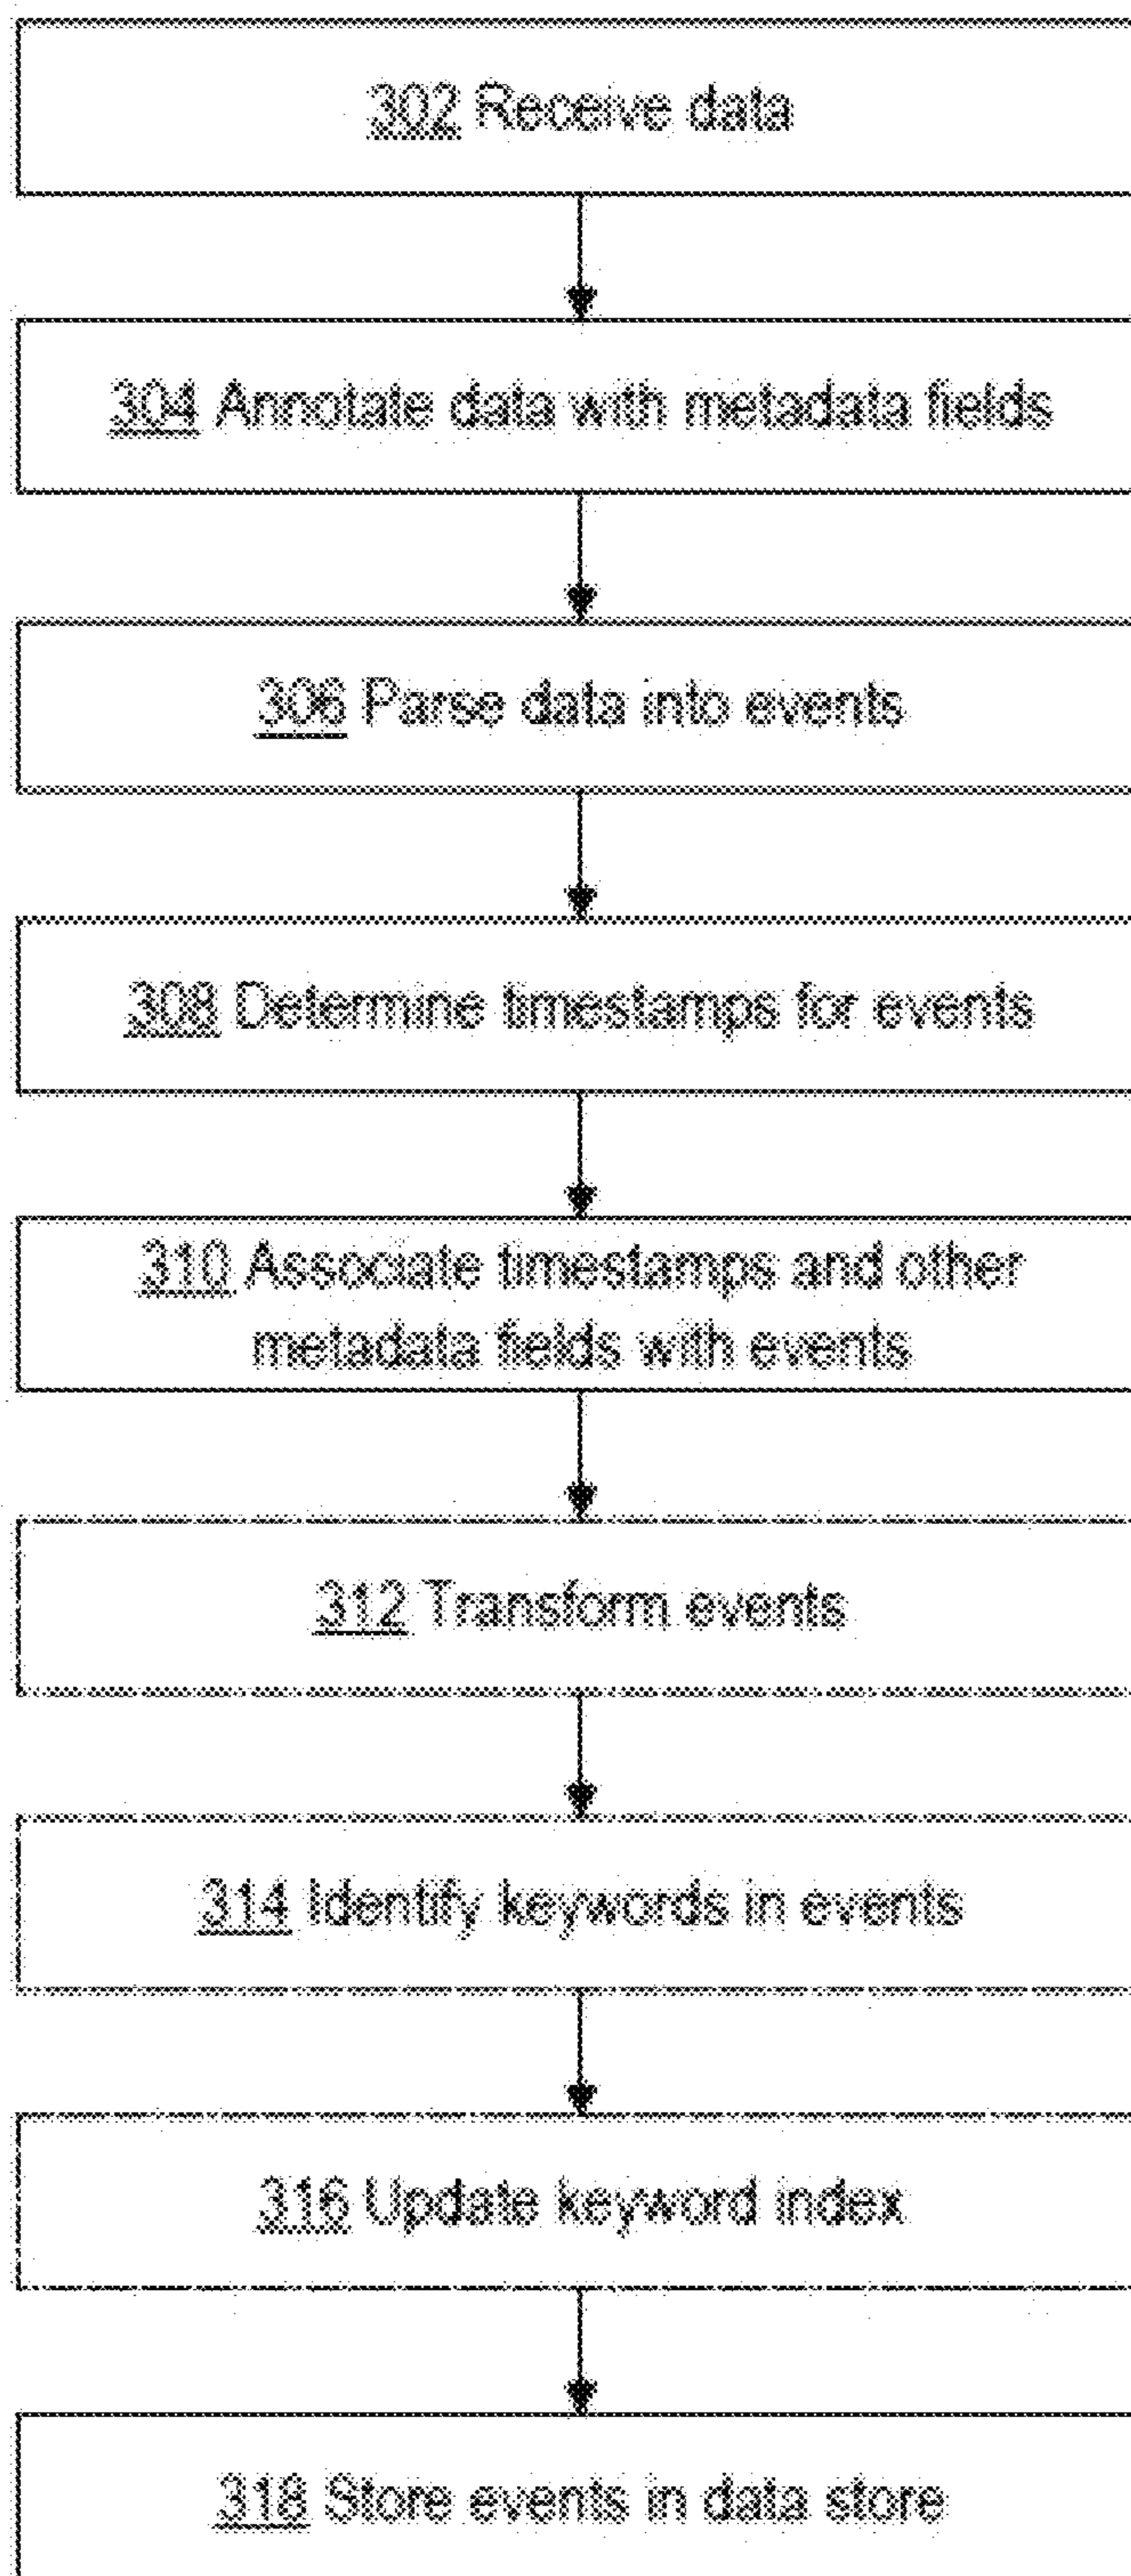 302 Receive data
304 Annotate data with metadata fields
306 Parse data into events
308 Determine timestamps for events
310 Associate timestamps and other
metadata fields with events
312 Transform events
314 Identify keywords in events
316 Update keyword index
318 Store events in data store